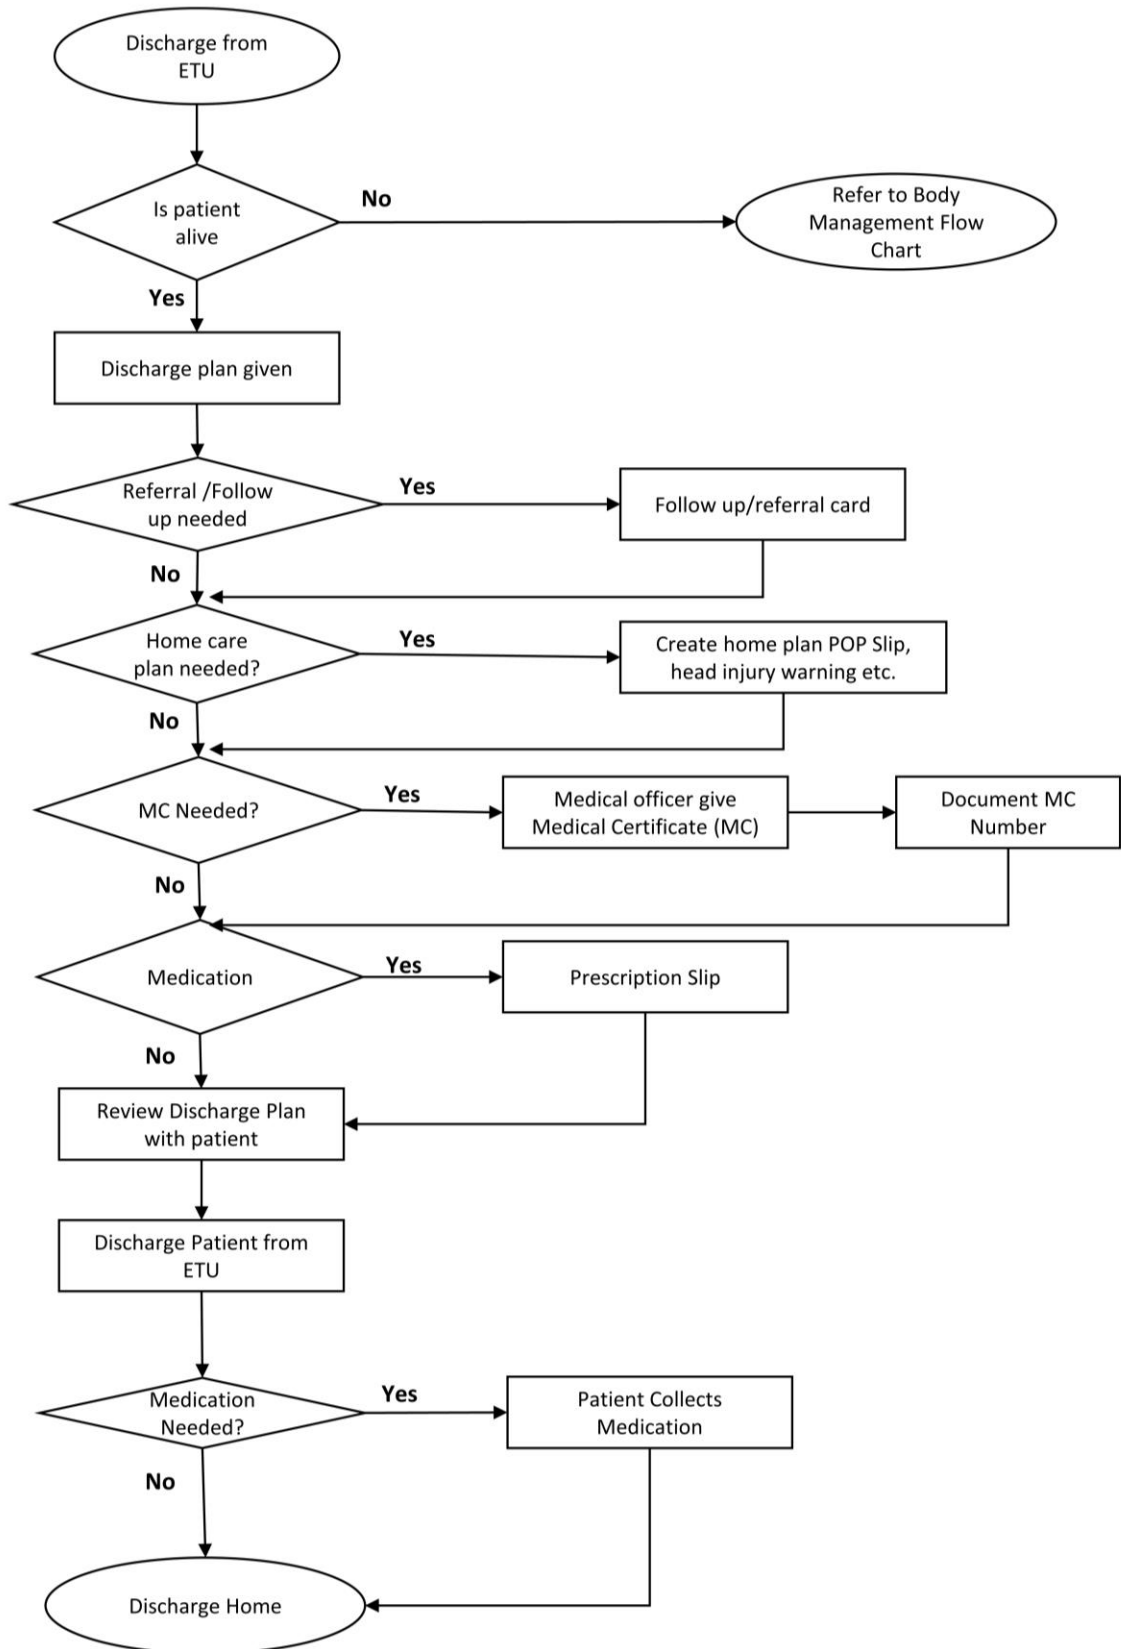 Discharge from
ETU
Is patient
alive
No
Refer to Body
Management Flow
Chart
Yes
Discharge plan given
Referral /Follow
up needed
Yes
Follow up/referral card
No
Home care
plan needed?
Yes
Create home plan POP Slip,
head injury warning etc.
No
MC Needed?
Yes
Medical officer give
Medical Certificate (MC)
Document MC
Number
No
Medication
Yes
Prescription Slip
No
Review Discharge Plan
with patient
Discharge Patient from
ETU
Medication
Needed?
Yes
Patient Collects
Medication
No
Discharge Home